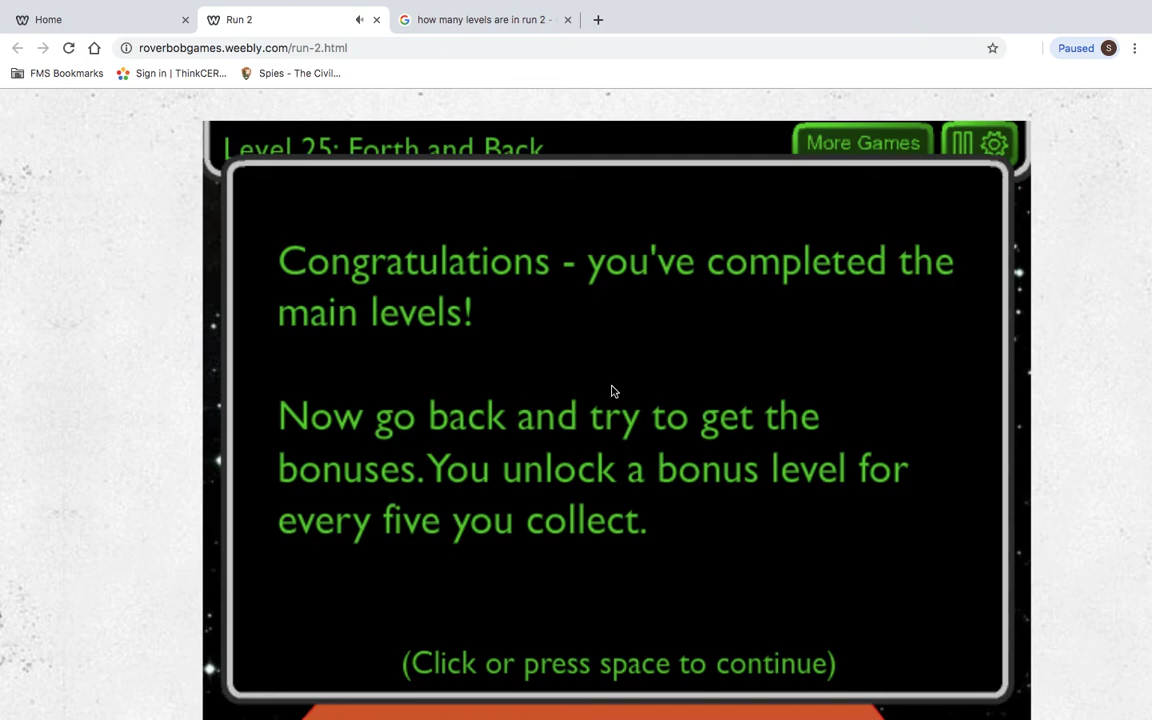 Home
Run 2
how many levels are in run 2 -
roverbobgames.weebly.com/run-2.html
Paused S
FMS Bookmarks
Sign in | ThinkCER...
Spies - The Civil...
Level 25: Forth and Back
More Games
Congratulations - you've completed the
main levels!
Now go back and try to get the
bonuses. You unlock a bonus level for
every five you collect.
(Click or press space to continue)